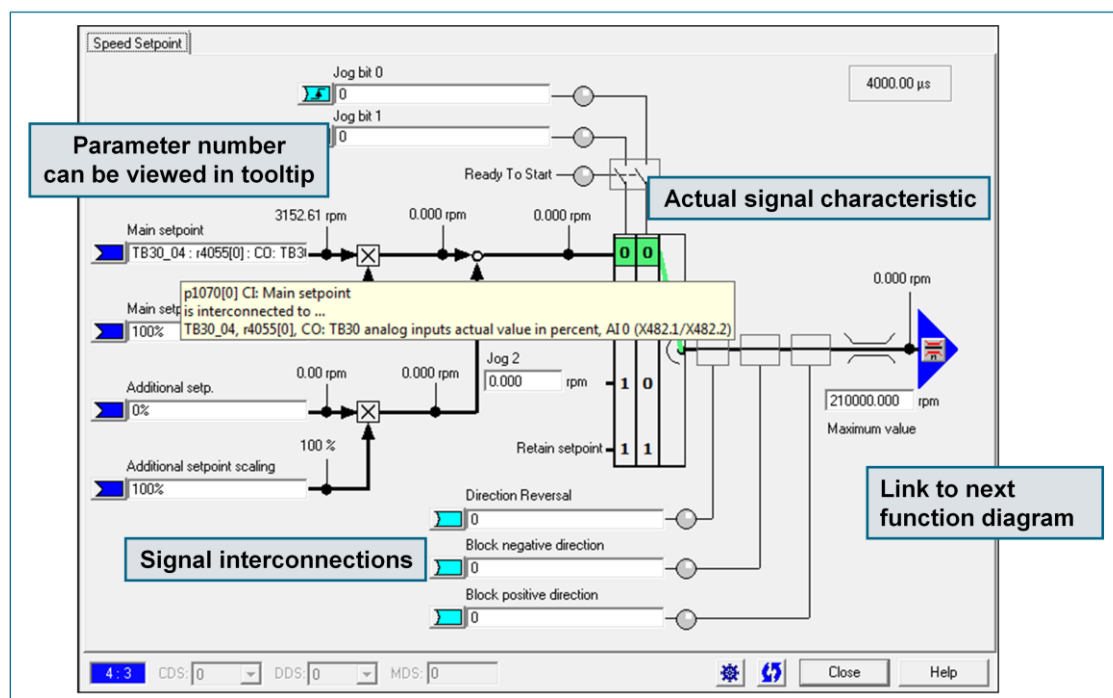 Speed Setpoint
Jog bit 0
0
4000.00 µs
Jog bit 1
0
Parameter number
can be viewed in tooltip
Ready To Start
Actual signal characteristic
3152.61 rpm
0.000 rpm
0.000 rpm
Main setpoint
TB30_04 : r4055[0] : CO: TB3
0 0
0.000 rpm
p1070[0] CI: Main setpoint
is interconnected to ...
TB30_04, r4055[0], CO: TB30 analog inputs actual value in percent, AI 0 (X482.1/X482.2)
Main set
100%
n
Jog 2
0.000 rpm
1 0
0.00 rpm
0.000 rpm
Additional setp.
0%
210000.000 rpm
Maximum value
100 %
Retain setpoint
1 1
Additional setpoint scaling
100%
Link to next
function diagram
Direction Reversal
0
Signal interconnections
Block negative direction
0
Block positive direction
0
4 : 3
CDS: 0
DDS: 0
MDS: 0
Close
Help